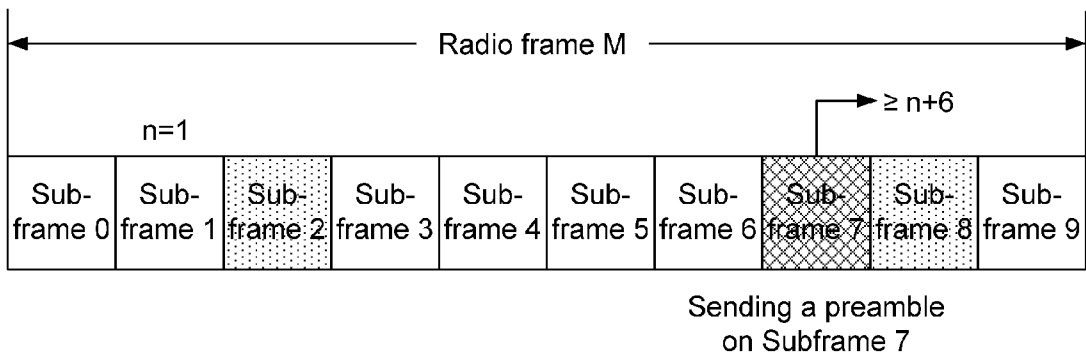 Radio frame M
≥ n+6
n=1
Sub- Sub- Sub- Sub- Sub- Sub- Sub- Sub- Sub- Sub-
frame 0 frame 1 frame 2 frame 3 frame 4 frame 5 frame 6 frame 7 frame 8 frame 9
Sending a preamble
on Subframe 7